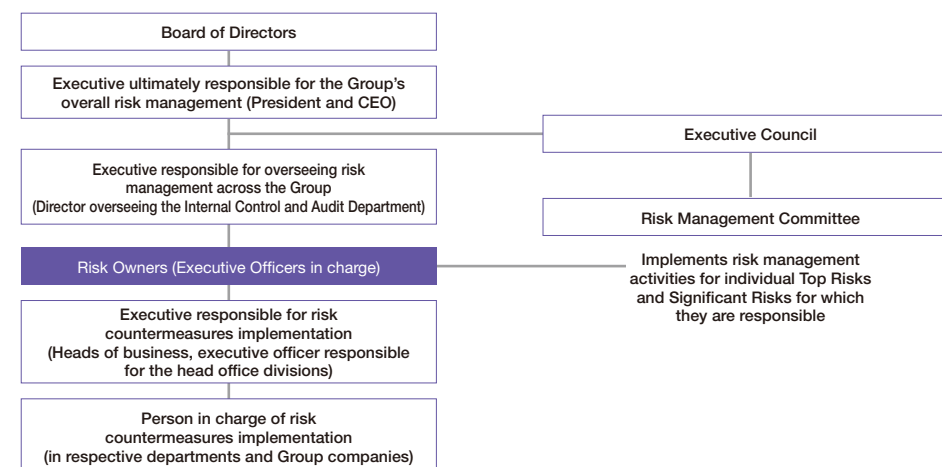 Board of Directors
Executive ultimately responsible for the Group's
overall risk management (President and CEO)
Executive Council
Executive responsible for overseeing risk
management across the Group
(Director overseeing the Internal Control and Audit Department)
Risk Management Committee
Risk Owners (Executive Officers in charge)
Implements risk management
activities for individual Top Risks
and Significant Risks for which
they are responsible
Executive responsible for risk
countermeasures implementation
(Heads of business, executive officer responsible
for the head office divisions)
Person in charge of risk
countermeasures implementation
(in respective departments and Group companies)